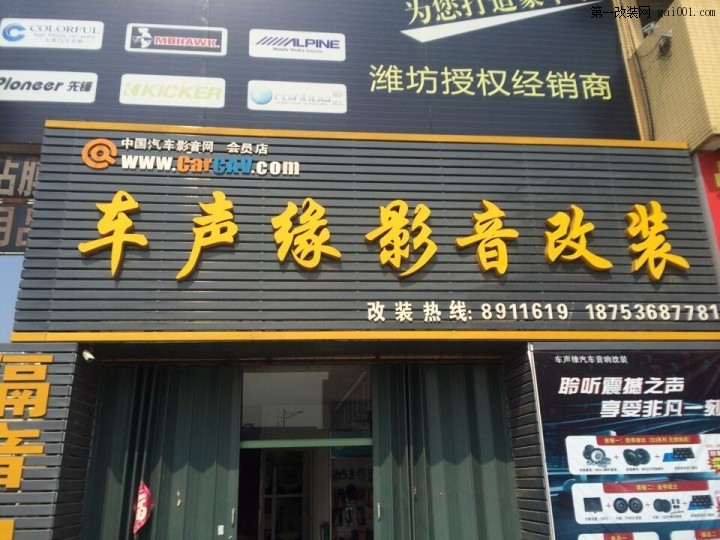 第一改装网 gai001.com
为您打造豪
COLORFUL
MOHAWK
ALPINE
Pioneer 先锋
KICKER
RAINBOW
潍坊授权经销商
中国汽车影音网 会员店
www.CarCAV.com
车声缘影音改装
改装热线: 8911619 18753687781
隔音
车声缘汽车音响改装
聆听震撼之声
享受非凡一刻